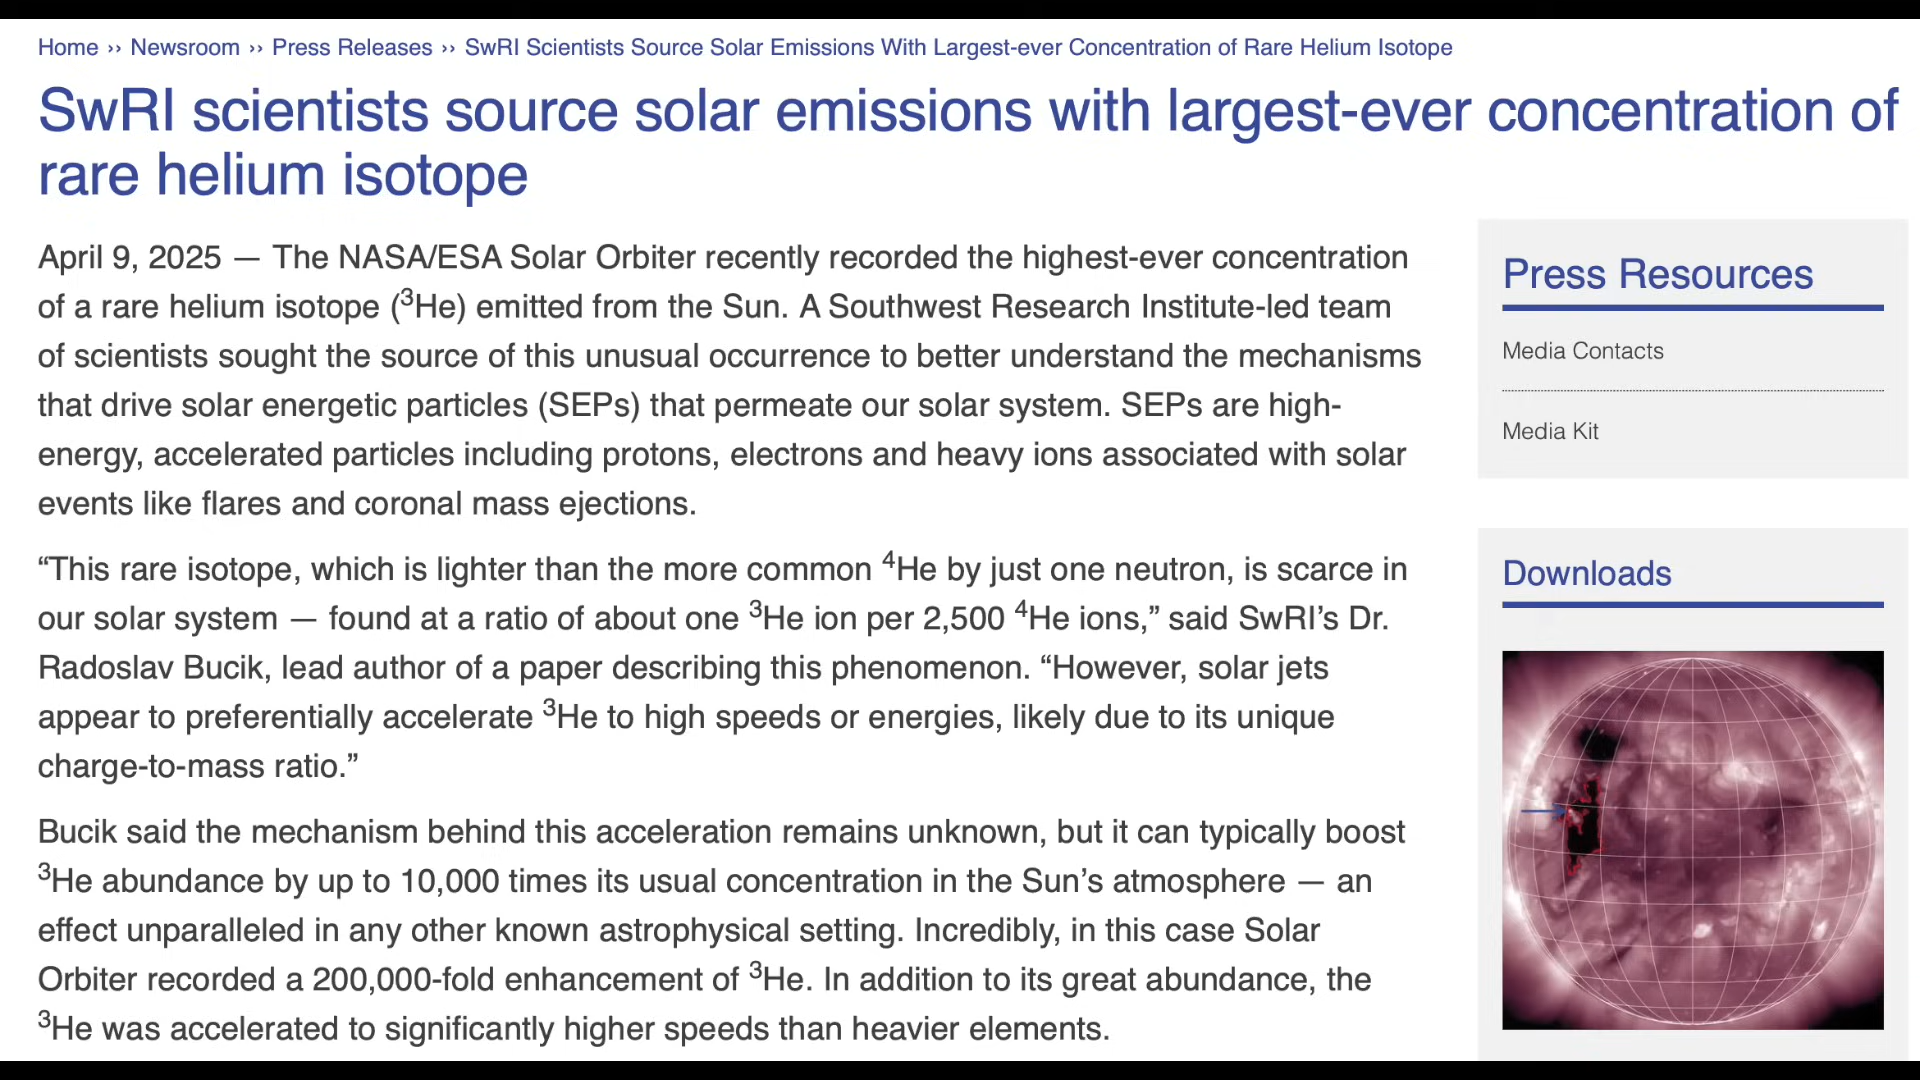 Home ›› Newsroom ›› Press Releases ›› SwRI Scientists Source Solar Emissions With Largest-ever Concentration of Rare Helium Isotope
SwRI scientists source solar emissions with largest-ever concentration of
rare helium isotope
April 9, 2025 — The NASA/ESA Solar Orbiter recently recorded the highest-ever concentration
of a rare helium isotope (³He) emitted from the Sun. A Southwest Research Institute-led team
of scientists sought the source of this unusual occurrence to better understand the mechanisms
that drive solar energetic particles (SEPs) that permeate our solar system. SEPs are high-
energy, accelerated particles including protons, electrons and heavy ions associated with solar
events like flares and coronal mass ejections.
“This rare isotope, which is lighter than the more common ⁴He by just one neutron, is scarce in
our solar system — found at a ratio of about one ³He ion per 2,500 ⁴He ions,” said SwRI’s Dr.
Radoslav Bucik, lead author of a paper describing this phenomenon. “However, solar jets
appear to preferentially accelerate ³He to high speeds or energies, likely due to its unique
charge-to-mass ratio.”
Bucik said the mechanism behind this acceleration remains unknown, but it can typically boost
³He abundance by up to 10,000 times its usual concentration in the Sun’s atmosphere — an
effect unparalleled in any other known astrophysical setting. Incredibly, in this case Solar
Orbiter recorded a 200,000-fold enhancement of ³He. In addition to its great abundance, the
³He was accelerated to significantly higher speeds than heavier elements.
Press Resources
Media Contacts
Media Kit
Downloads